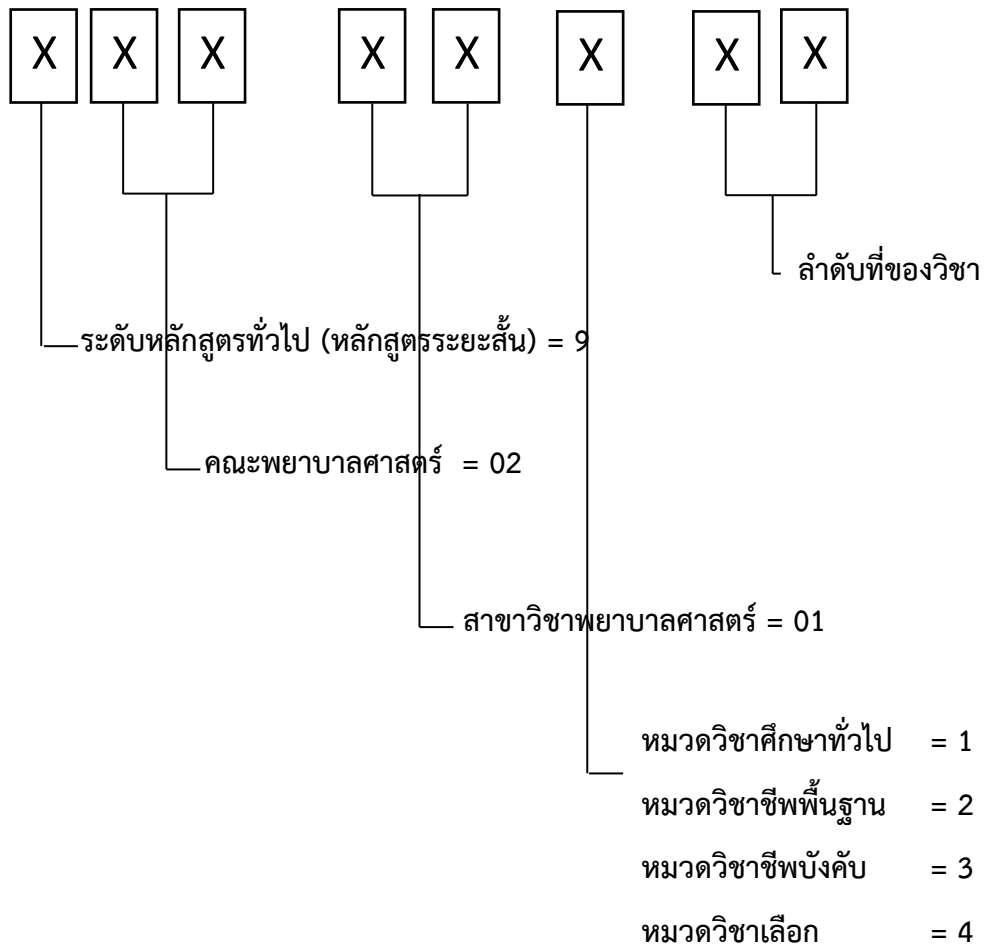 X X X X X X X X
ลำดับที่ของวิชา
ระดับหลักสูตรทั่วไป (หลักสูตรระยะสั้น) = 9
คณะพยาบาลศาสตร์ = 02
สาขาวิชาพยาบาลศาสตร์ = 01
หมวดวิชาศึกษาทั่วไป = 1
หมวดวิชาชีพพื้นฐาน = 2
หมวดวิชาชีพบังคับ = 3
หมวดวิชาเลือก = 4